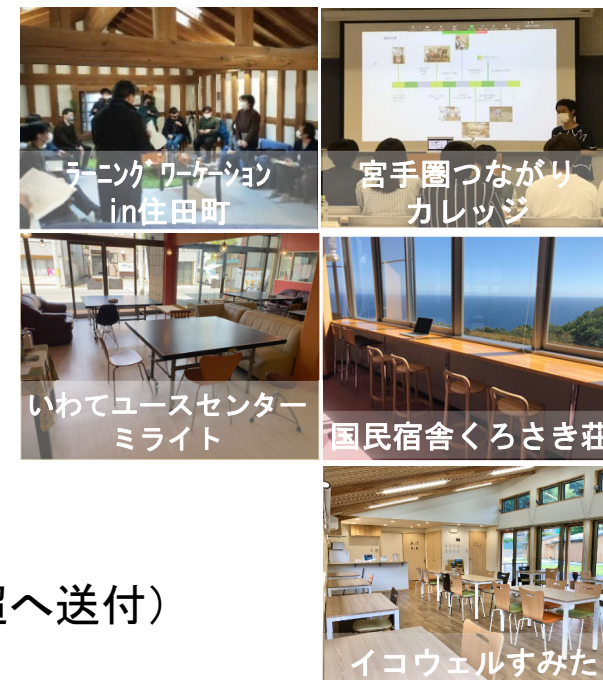 ﾗｰﾆﾝｸﾞﾜｰｹｰｼｮﾝ
in住田町
宮手圏つながり
カレッジ
いわてユースセンター
ミライト
国民宿舎くろさき荘
へ送付）
イコウェルすみた